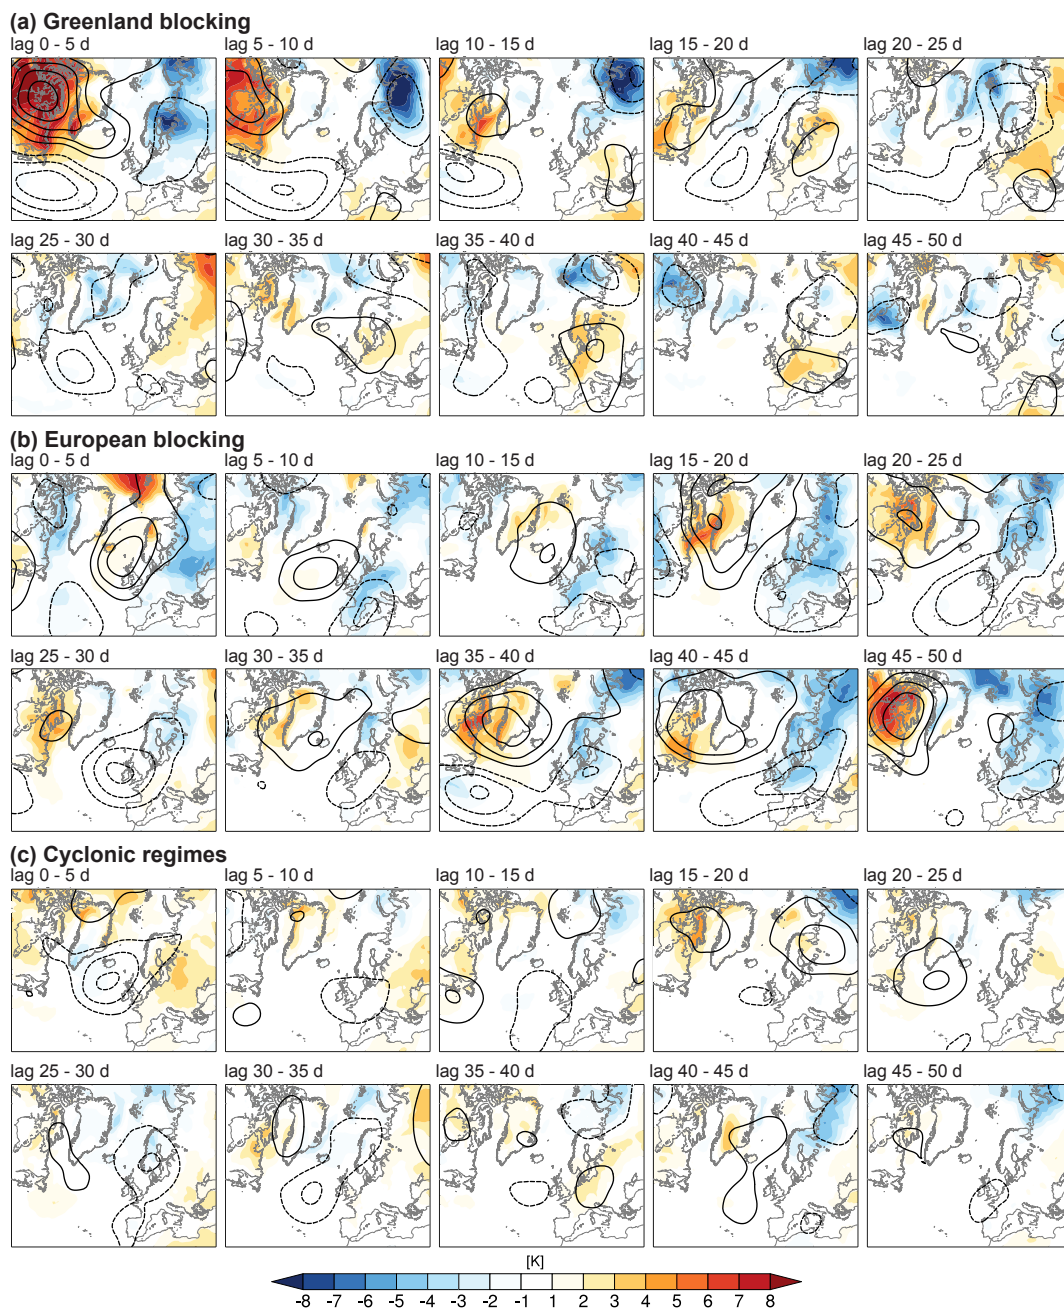 (a) Greenland blocking
lag 0 - 5 d
lag 5 - 10 d
lag 10 - 15 d
lag 15 - 20 d
lag 20 - 25 d
lag 25 - 30 d
lag 30 - 35 d
lag 35 - 40 d
lag 40 - 45 d
lag 45 - 50 d
(b) European blocking
lag 0 - 5 d
lag 5 - 10 d
lag 10 - 15 d
lag 15 - 20 d
lag 20 - 25 d
lag 25 - 30 d
lag 30 - 35 d
lag 35 - 40 d
lag 40 - 45 d
lag 45 - 50 d
(c) Cyclonic regimes
lag 0 - 5 d
lag 5 - 10 d
lag 10 - 15 d
lag 15 - 20 d
lag 20 - 25 d
lag 25 - 30 d
lag 30 - 35 d
lag 35 - 40 d
lag 40 - 45 d
lag 45 - 50 d
[K]
-8 -7 -6 -5 -4 -3 -2 -1 1 2 3 4 5 6 7 8